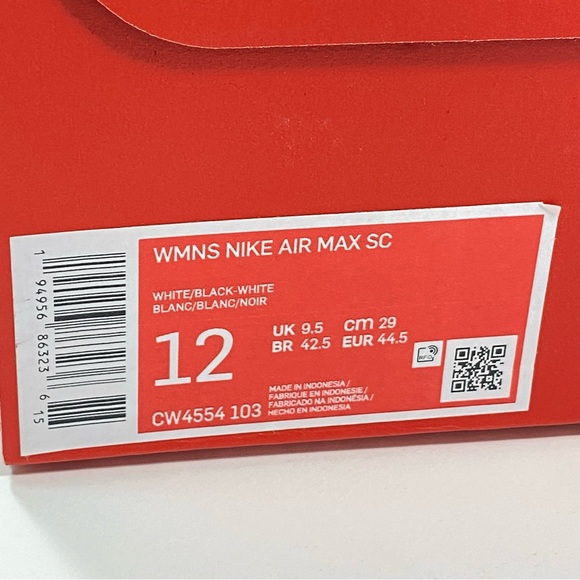 WMNS NIKE AIR MAX SC
WHITE/BLACK-WHITE
BLANC/BLANC/NOIR
12
UK 9.5 cm 29
BR 42.5 EUR 44.5
RFID
MADE IN INDONESIA /
FABRIQUE EN INDONESIE /
FABRICADO NA INDONÉSIA /
HECHO EN INDONESIA
CW4554 103
1 94956 86323 6 15